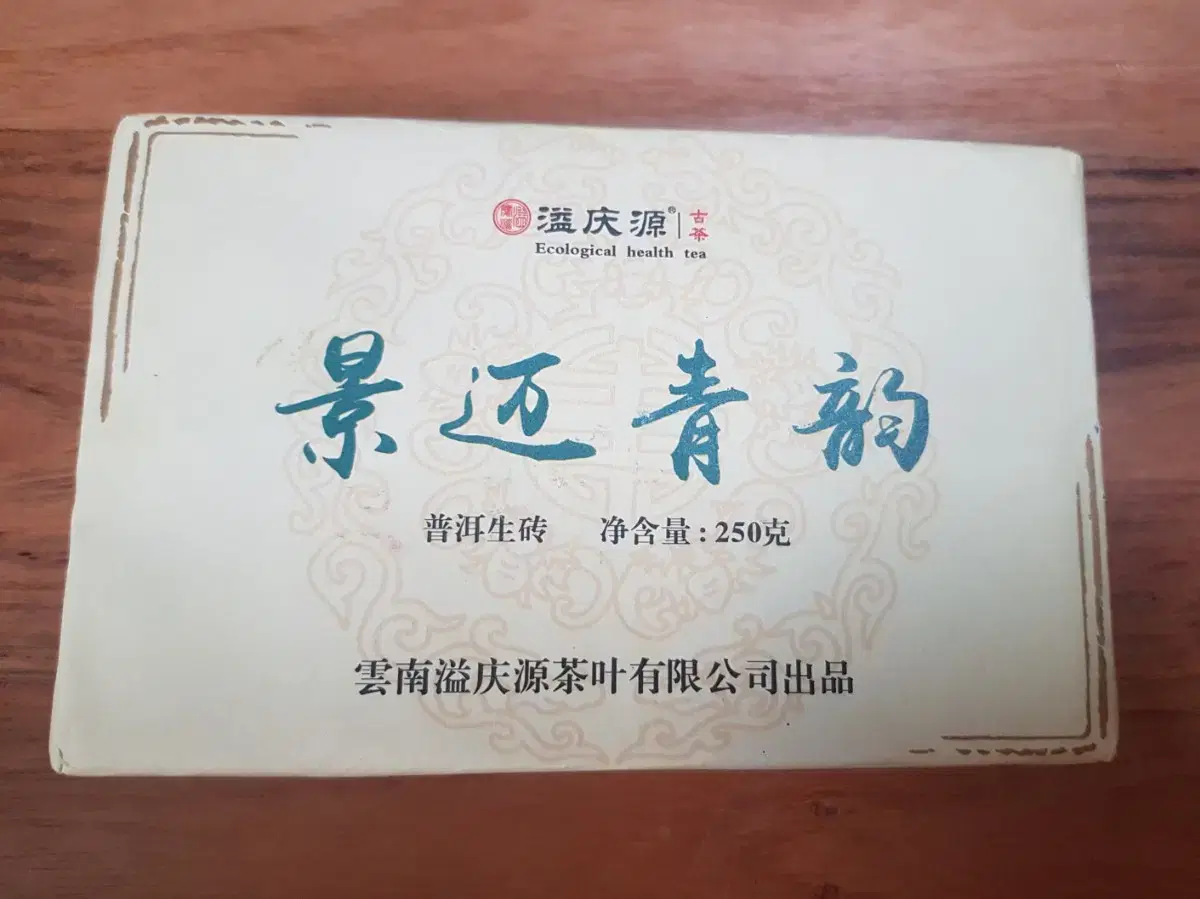 溢庆源® 古茶
Ecological health tea
景迈青韵
普洱生砖 净含量:250克
雲南溢庆源茶叶有限公司出品